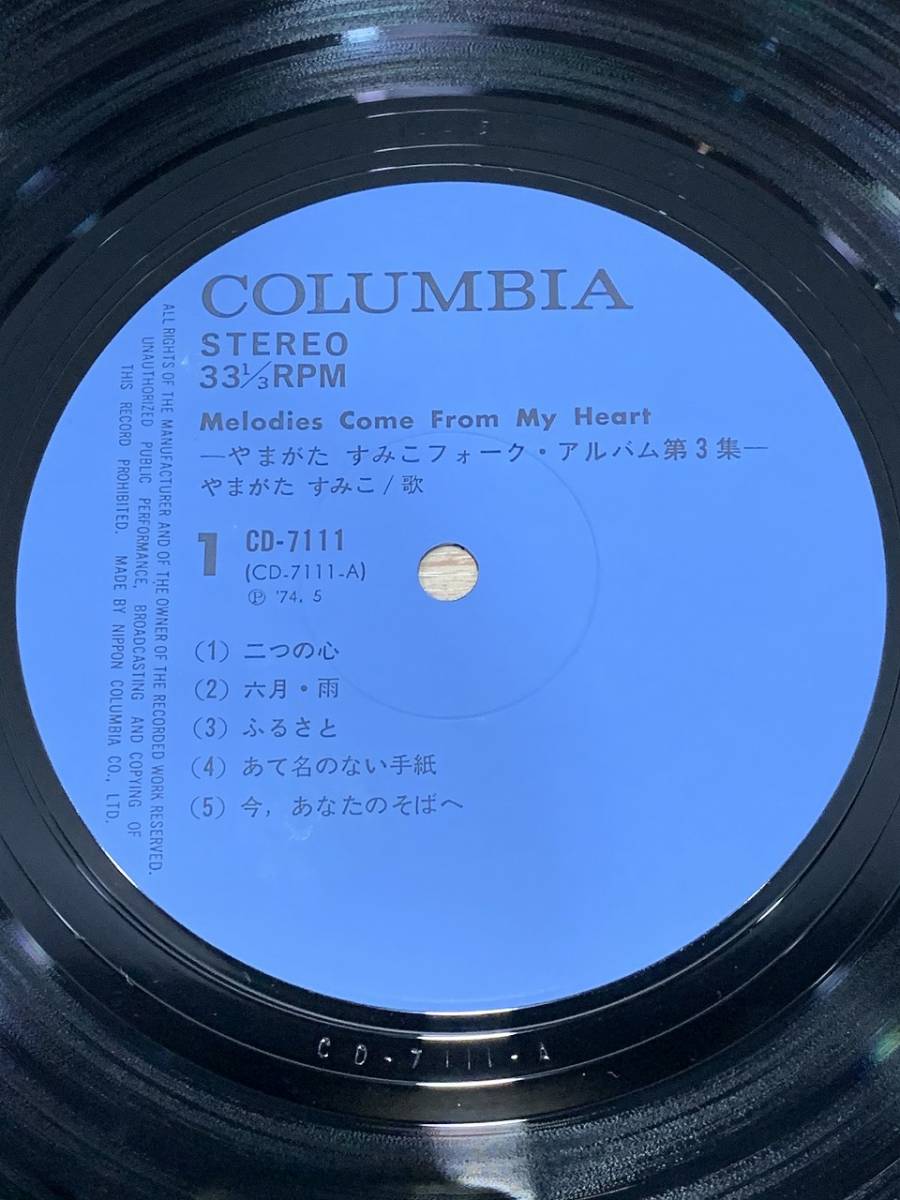 COLUMBIA
STEREO
33⅓RPM
Melodies Come From My Heart
—やまがた すみこフォーク・アルバム第3集—
やまがた すみこ/歌
1
CD-7111
(CD-7111-A)
Ⓟ '74. 5
(1) 二つの心
(2) 六月・雨
(3) ふるさと
(4) あて名のない手紙
(5) 今, あなたのそばへ
ALL RIGHTS OF THE MANUFACTURER AND OF THE OWNER OF THE RECORDED WORK RESERVED.
UNAUTHORIZED PUBLIC PERFORMANCE, BROADCASTING AND COPYING OF
THIS RECORD PROHIBITED. MADE BY NIPPON COLUMBIA CO., LTD.
CD-7111-A